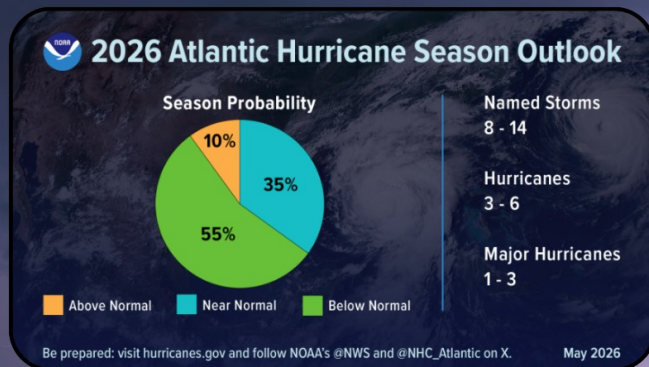 NOAA
2026 Atlantic Hurricane Season Outlook
Season Probability
10%
35%
55%
Above Normal
Near Normal
Below Normal
Named Storms
8 - 14
Hurricanes
3 - 6
Major Hurricanes
1 - 3
Be prepared: visit hurricanes.gov and follow NOAA's @NWS and @NHC_Atlantic on X.
May 2026